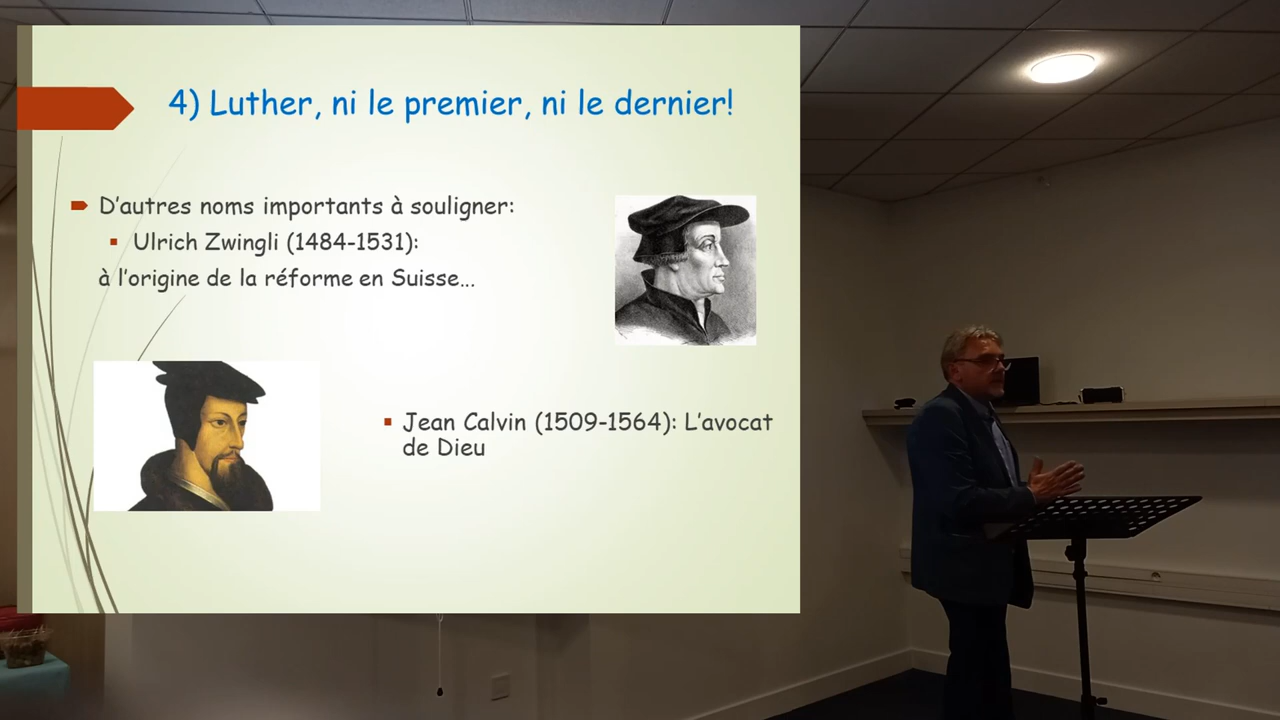 4) Luther, ni le premier, ni le dernier!
D'autres noms importants à souligner:
Ulrich Zwingli (1484-1531):
à l'origine de la réforme en Suisse...
Jean Calvin (1509-1564): L'avocat
de Dieu